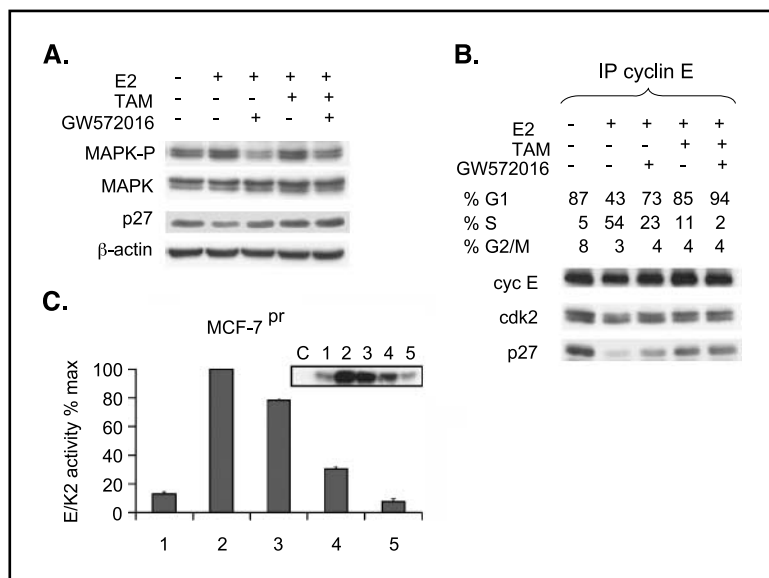 A.
E2 - + + + +
TAM - - - + +
GW572016 - - + - +
MAPK-P
MAPK
p27
β-actin
B.
IP cyclin E
E2 - + + + +
TAM - - - + +
GW572016 - - + - +
% G1 87 43 73 85 94
% S 5 54 23 11 2
% G2/M 8 3 4 4 4
cyc E
cdk2
p27
C.
MCF-7 pr
C 1 2 3 4 5
E/K2 activity % max
100
80
60
40
20
0
1 2 3 4 5